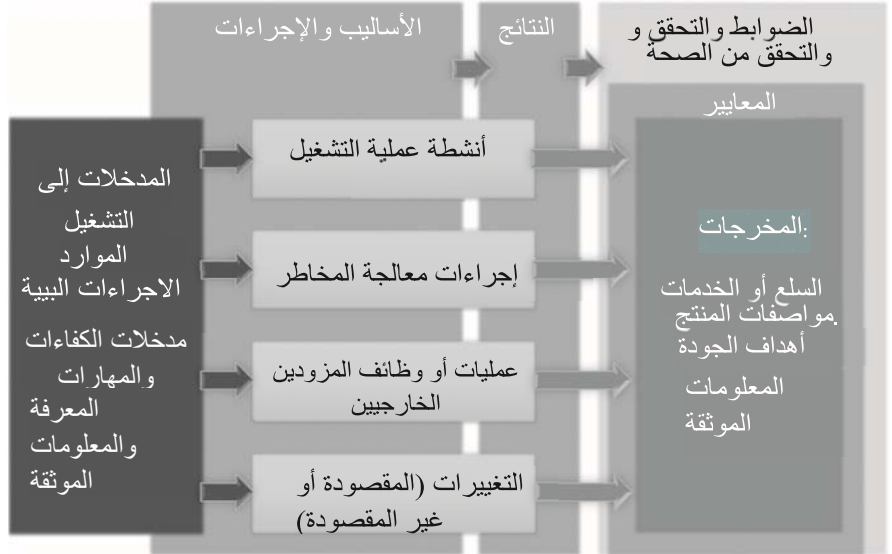 الأساليب والإجراءات
النتائج
الضوابط والتحقق و
والتحقق من الصحة
المعايير
المدخلات إلى
التشغيل
الموارد
الاجراءات البيية
مدخلات الكفاءات
والمهارات
المعرفة
والمعلومات
الموثقة
أنشطة عملية التشغيل
إجراءات معالجة المخاطر
عمليات أو وظائف المزودين
الخارجيين
التغييرات (المقصودة أو
غير المقصودة)
المخرجات:
السلع أو الخدمات
مواصفات المنتج.
أهداف الجودة
المعلومات
الموثقة